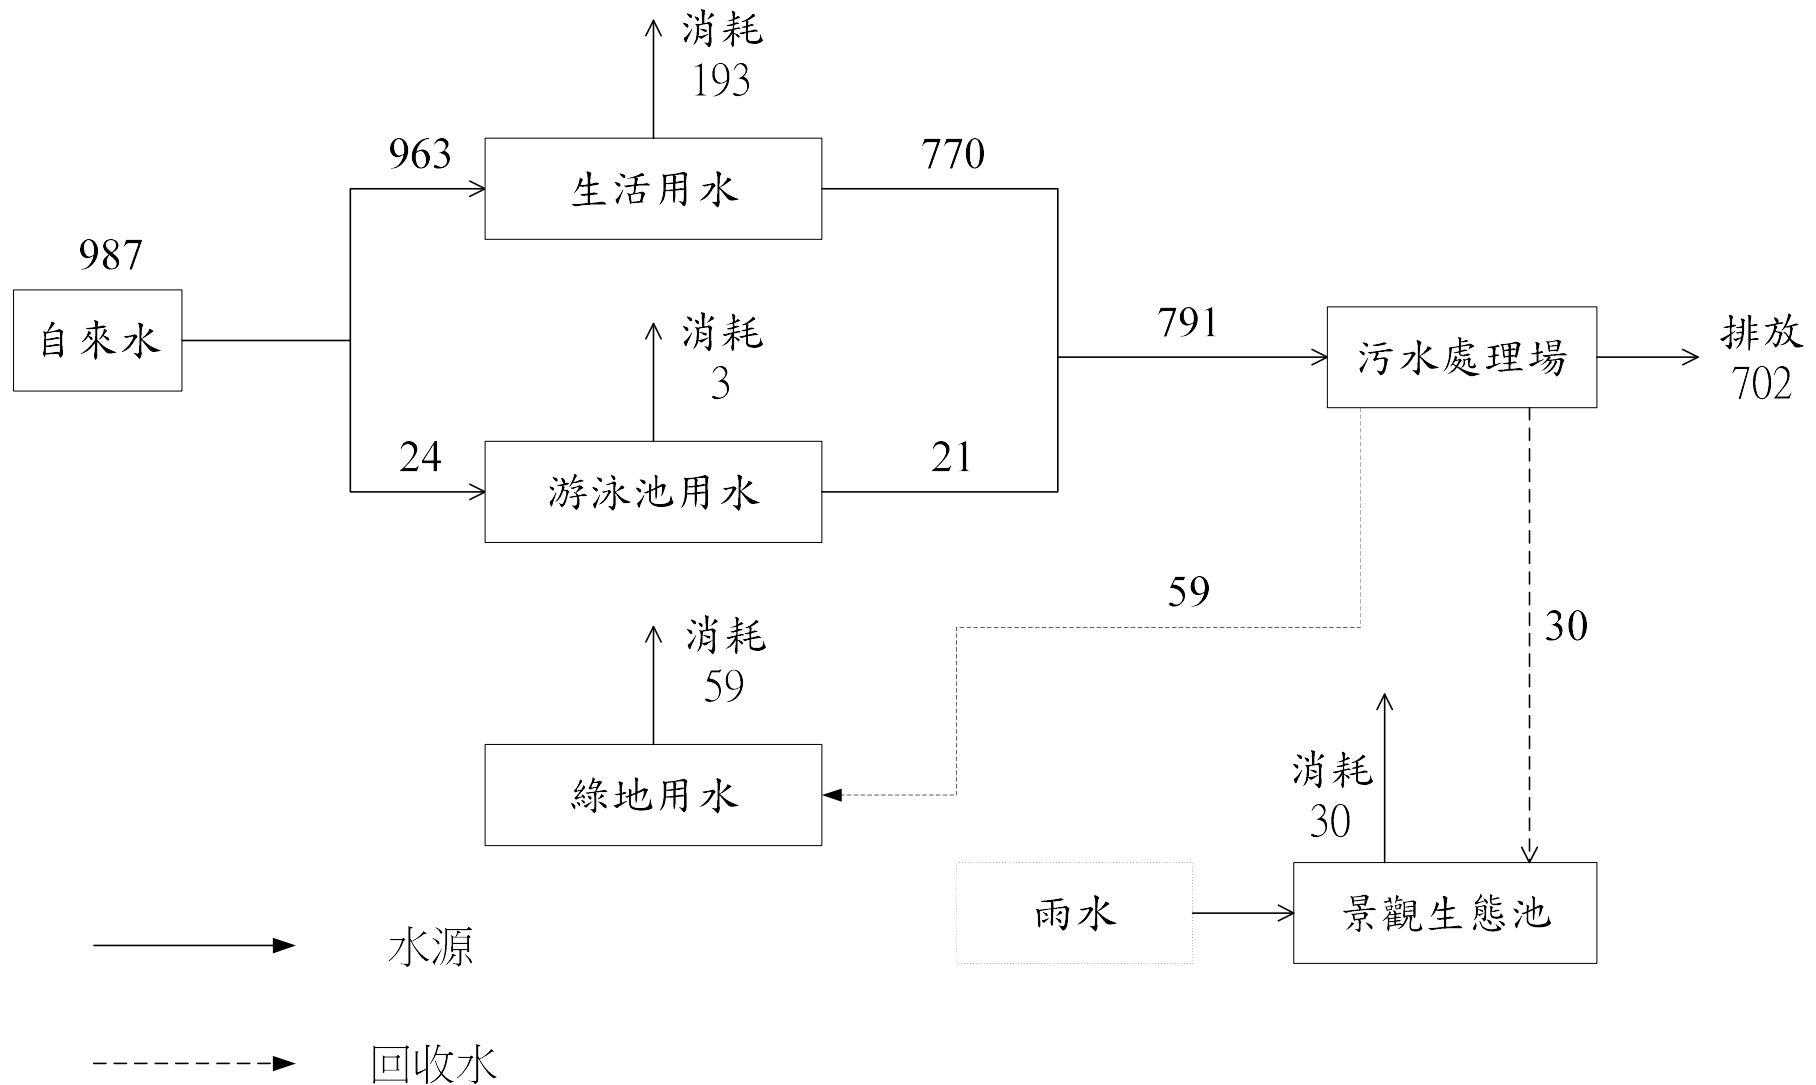 消耗
193
963
770
生活用水
987
自來水
消耗
3
791
污水處理場
排放
702
24
21
游泳池用水
59
30
消耗
59
綠地用水
消耗
30
雨水
景觀生態池
水源
回收水